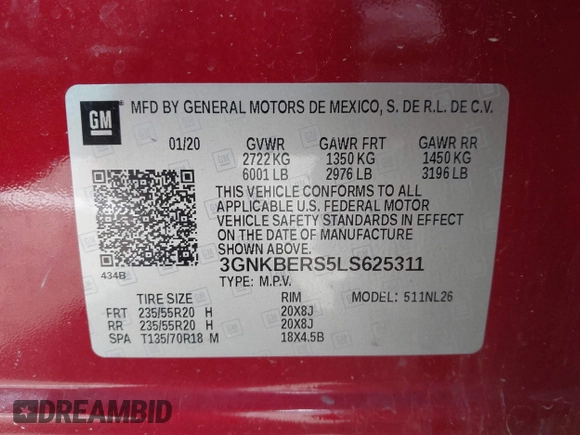 GM
MFD BY GENERAL MOTORS DE MEXICO, S. DE R.L. DE C.V.
01/20 GVWR GAWR FRT GAWR RR
2722 KG 1350 KG 1450 KG
6001 LB 2976 LB 3196 LB
THIS VEHICLE CONFORMS TO ALL
APPLICABLE U.S. FEDERAL MOTOR
VEHICLE SAFETY STANDARDS IN EFFECT
ON THE DATE OF MANUFACTURE
SHOWN ABOVE.
434B 3GNKBERS5LS625311
TYPE: M.P.V.
TIRE SIZE RIM MODEL: 511NL26
FRT 235/55R20 H 20X8J
RR 235/55R20 H 20X8J
SPA T135/70R18 M 18X4.5B
DREAMBID